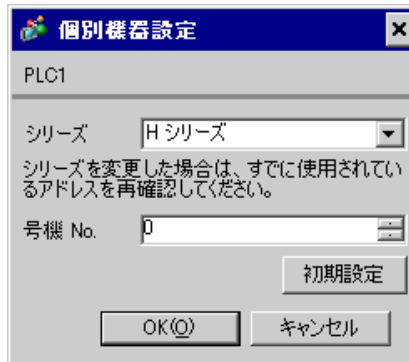 個別機器設定
PLC1
シリーズ H シリーズ
シリーズを変更した場合は、すでに使用されてい
るアドレスを再確認してください。
号機 No. 0
初期設定
OK(O) キャンセル